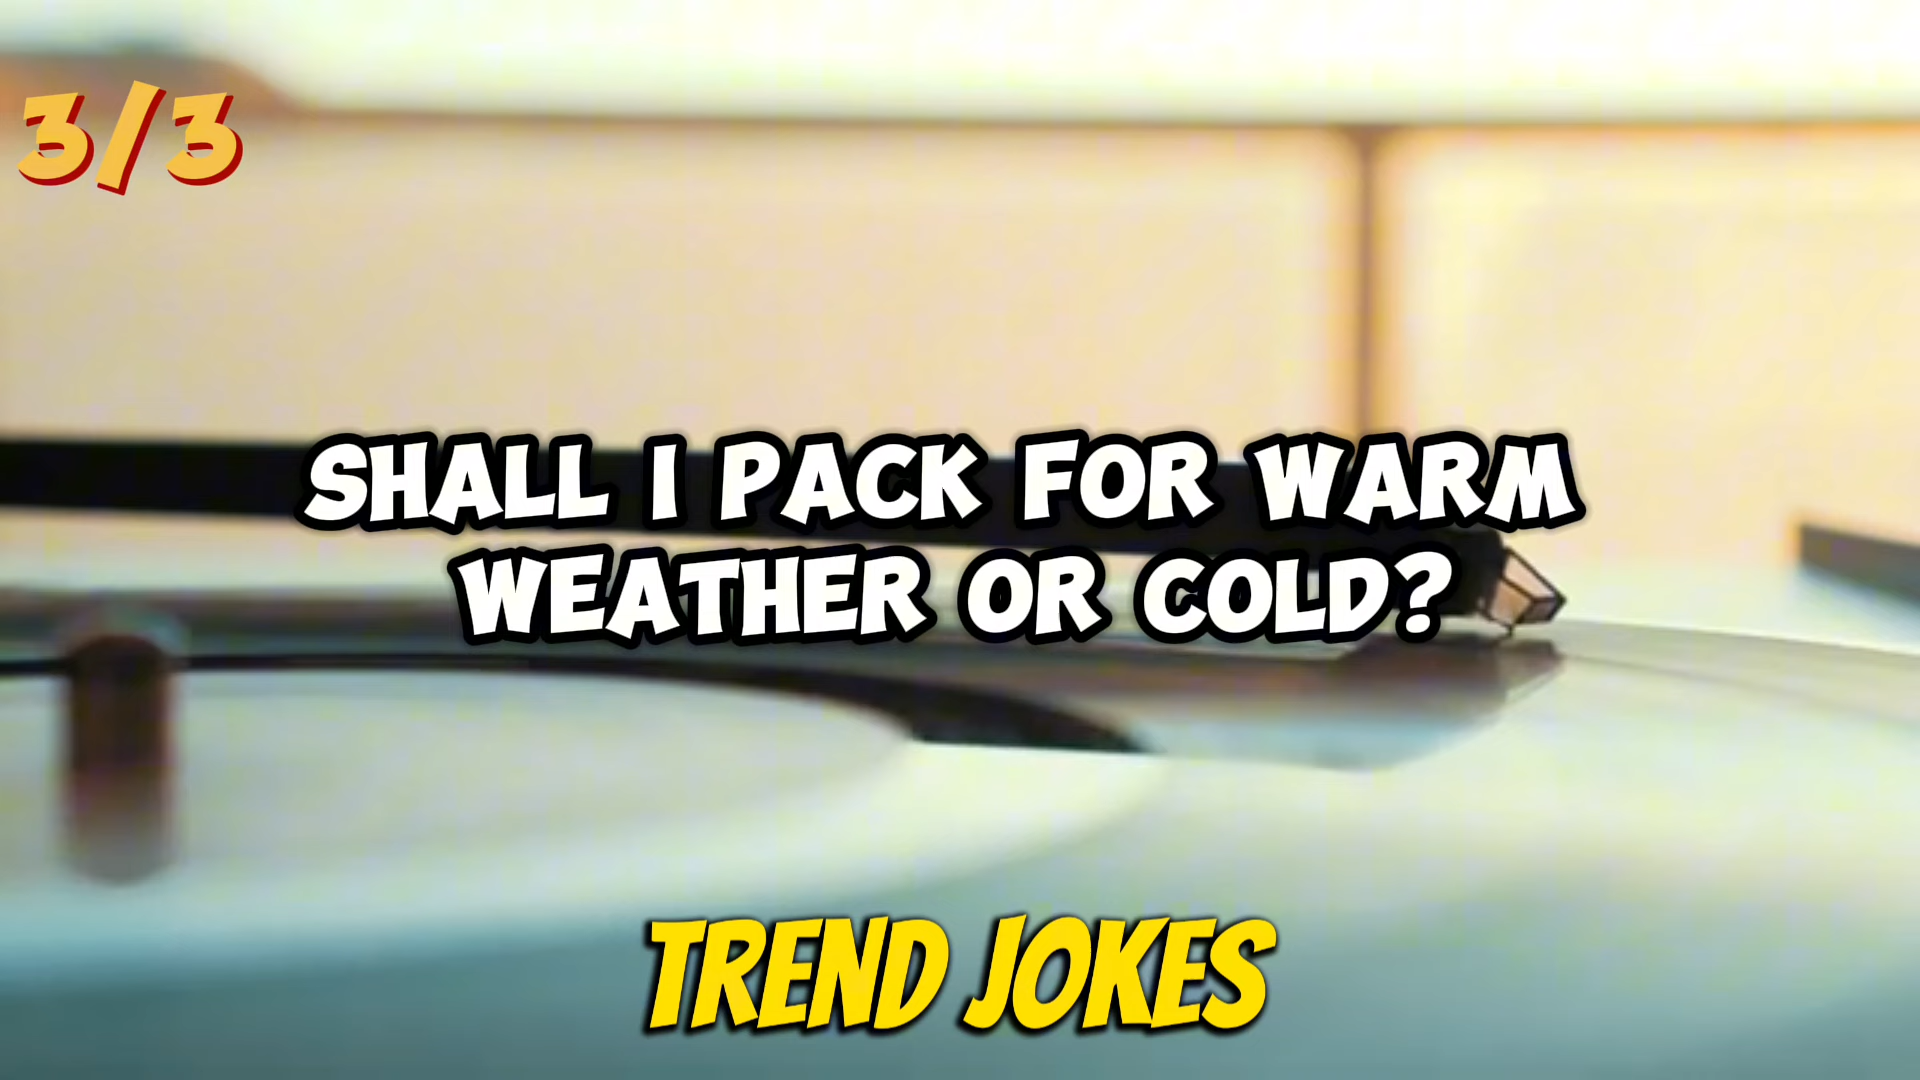 3/3
SHALL I PACK FOR WARM
WEATHER OR COLD?
TREND JOKES